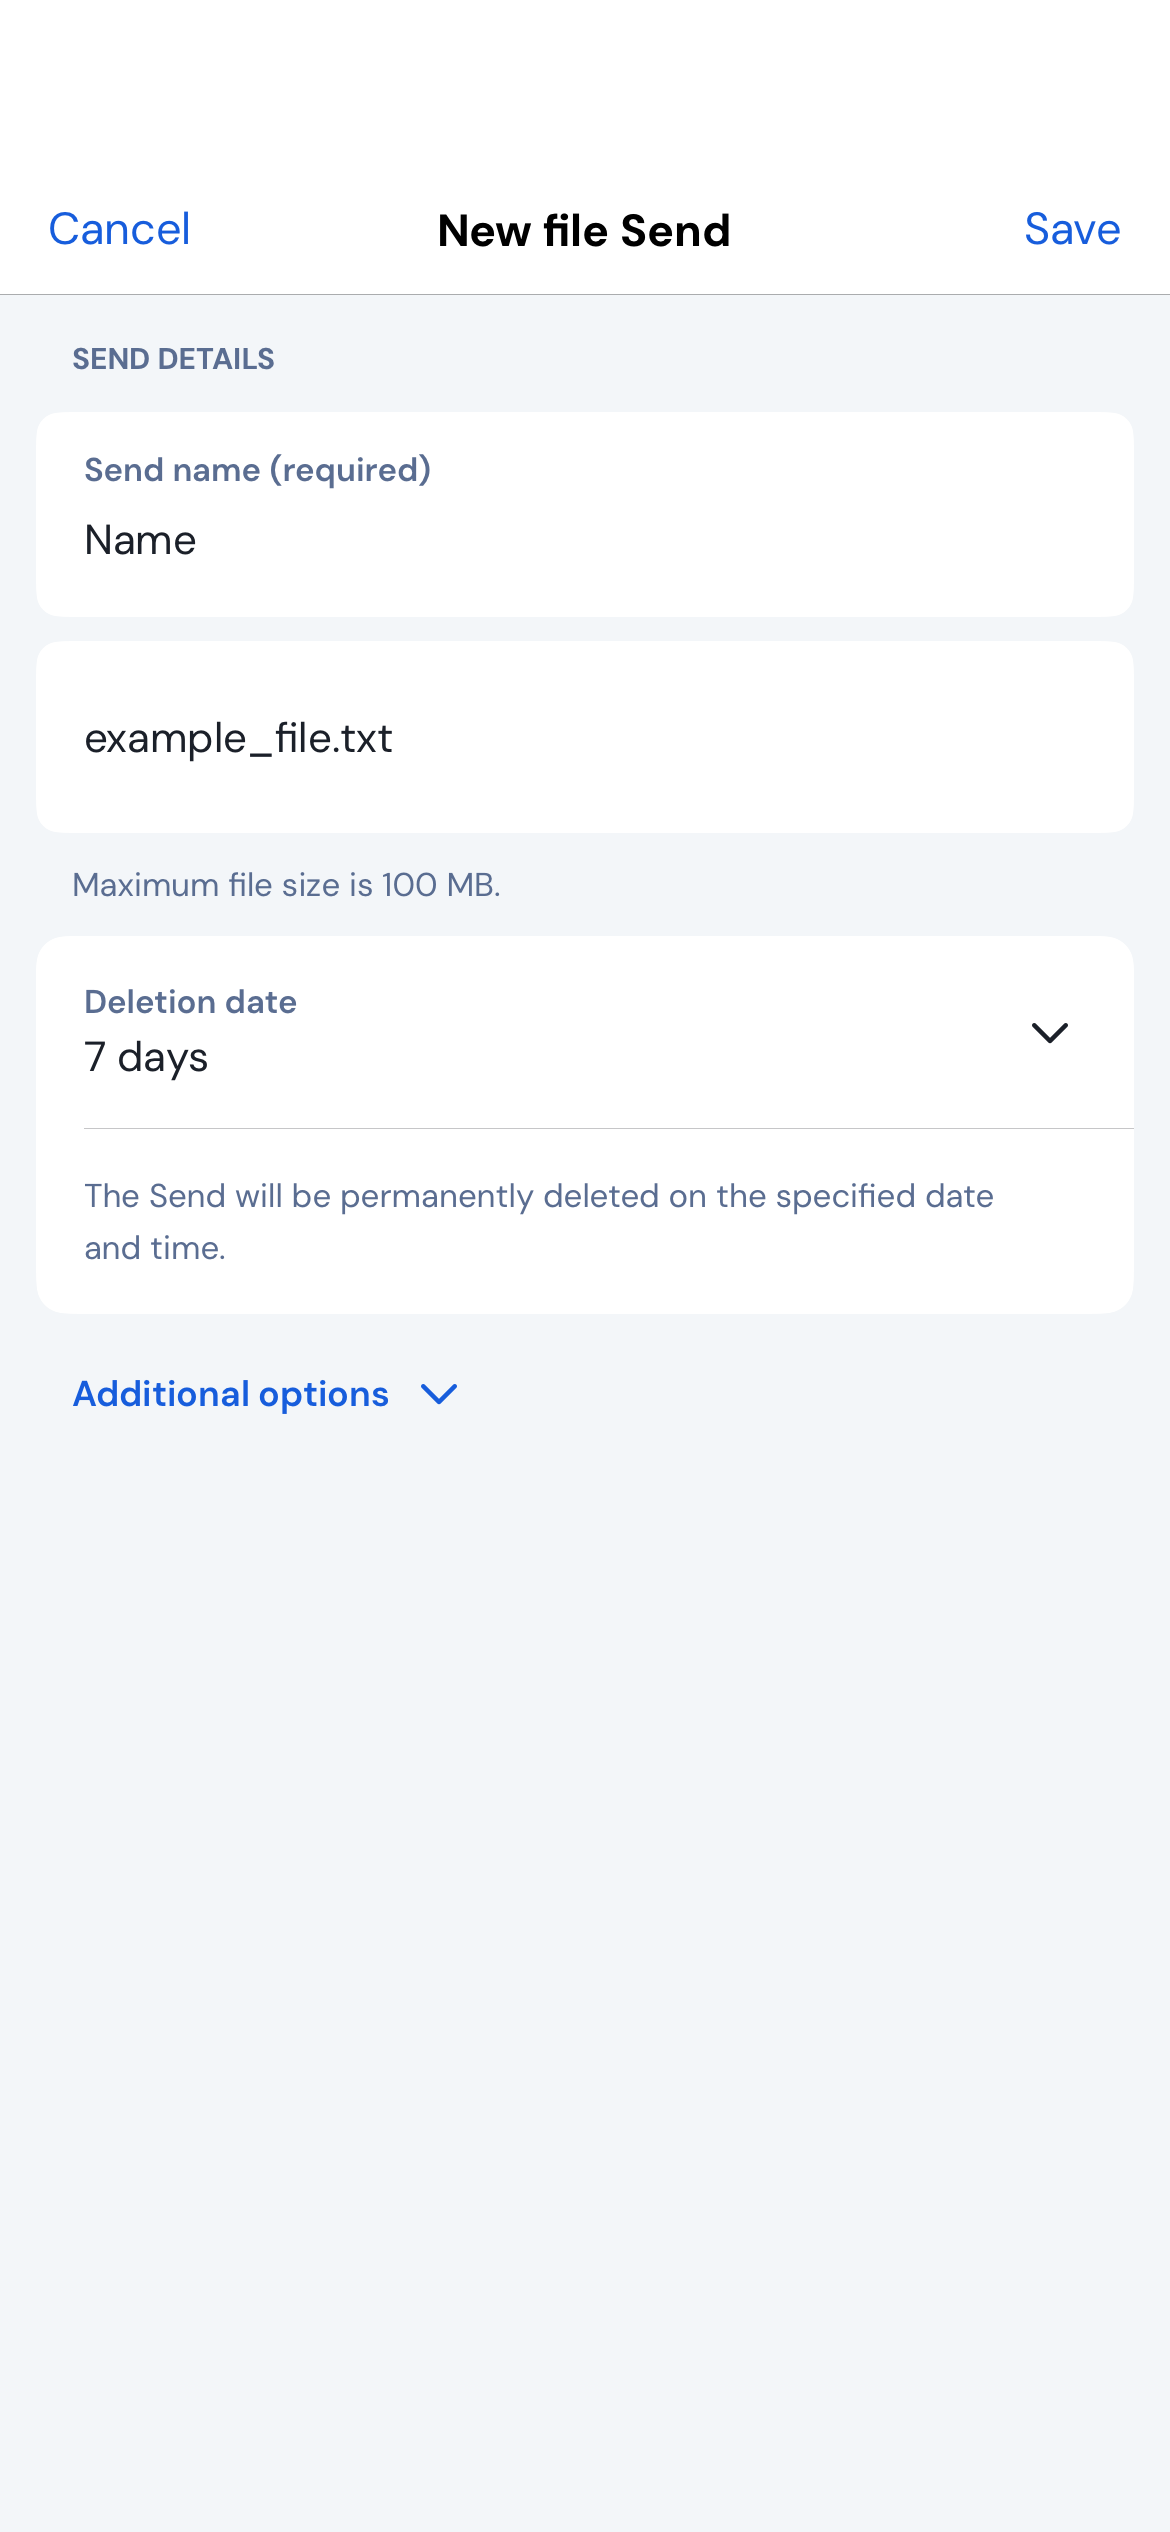 Cancel
New file Send
Save
SEND DETAILS
Send name (required)
Name
example_file.txt
Maximum file size is 100 MB.
Deletion date
7 days
The Send will be permanently deleted on the specified date
and time.
Additional options